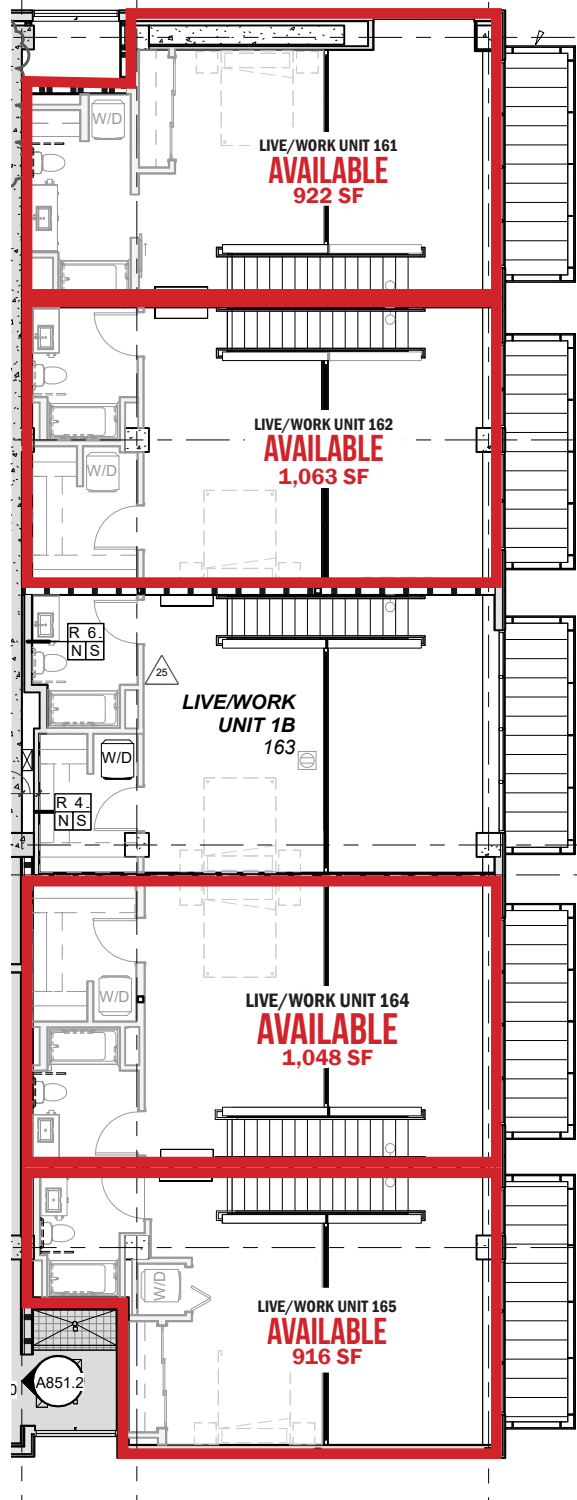 W/D
LIVE/WORK UNIT 161
AVAILABLE
922 SF
LIVE/WORK UNIT 162
AVAILABLE
1,063 SF
W/D
R 6
N S
25
LIVE/WORK
UNIT 1B
163
W/D
R 4
N S
W/D
LIVE/WORK UNIT 164
AVAILABLE
1,048 SF
W/D
LIVE/WORK UNIT 165
AVAILABLE
916 SF
A851.2